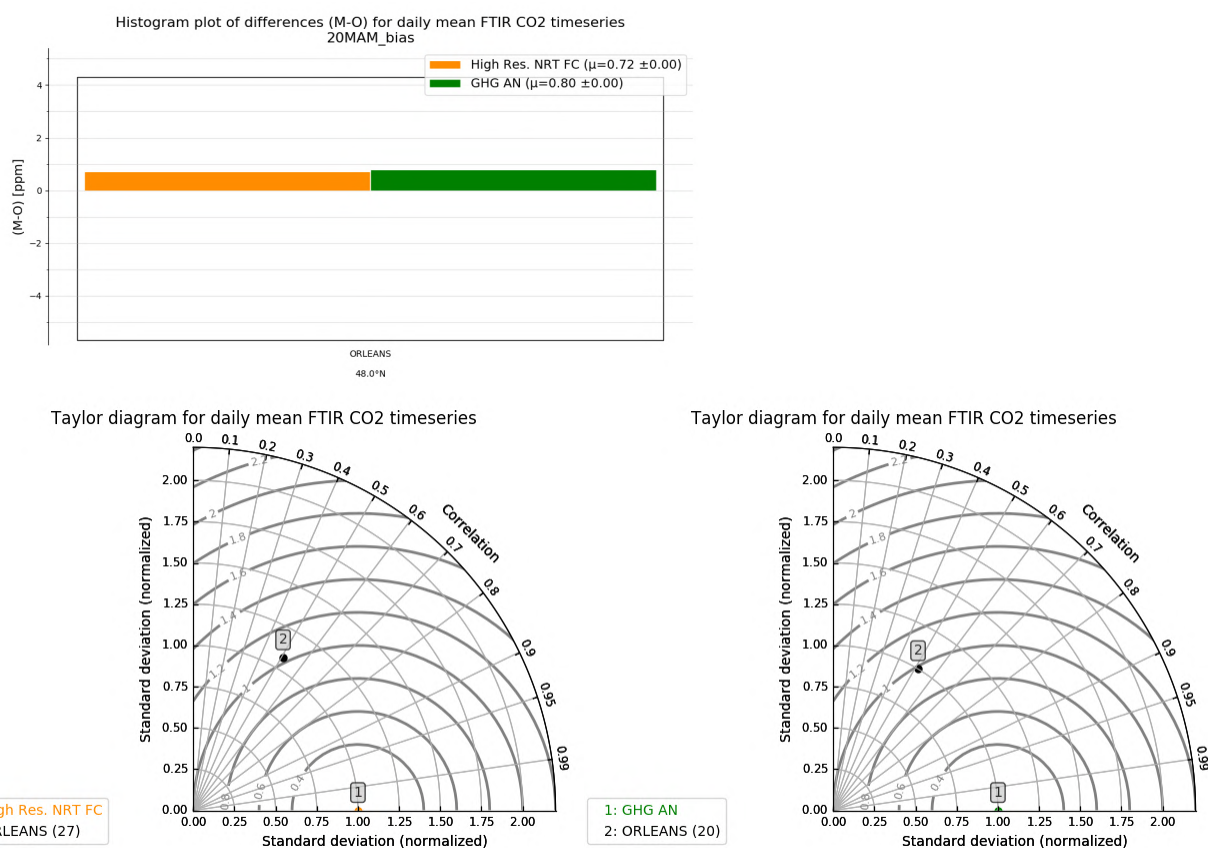 Histogram plot of differences (M-O) for daily mean FTIR CO2 timeseries
20MAM_bias
High Res. NRT FC (μ=0.72 ±0.00)
GHG AN (μ=0.80 ±0.00)
(M-O) [ppm]
4
2
0
−2
−4
ORLEANS
48.0°N
Taylor diagram for daily mean FTIR CO2 timeseries
0.0 0.1 0.2 0.3 0.4 0.5 0.6 0.7 0.8 0.9 0.95 0.99
Correlation
Standard deviation (normalized)
2.00
1.75
1.50
1.25
1.00
0.75
0.50
0.25
0.00
2.2
2
1.8
1.6
1.4
1.2
1
0.8
0.6
0.4
2
1
0.00 0.25 0.50 0.75 1.00 1.25 1.50 1.75 2.00
Standard deviation (normalized)
gh Res. NRT FC
RLEANS (27)
Taylor diagram for daily mean FTIR CO2 timeseries
0.0 0.1 0.2 0.3 0.4 0.5 0.6 0.7 0.8 0.9 0.95 0.99
Correlation
Standard deviation (normalized)
2.00
1.75
1.50
1.25
1.00
0.75
0.50
0.25
0.00
2.2
2
1.8
1.6
1.4
1.2
1
0.8
0.6
0.4
2
1
0.00 0.25 0.50 0.75 1.00 1.25 1.50 1.75 2.00
Standard deviation (normalized)
1: GHG AN
2: ORLEANS (20)